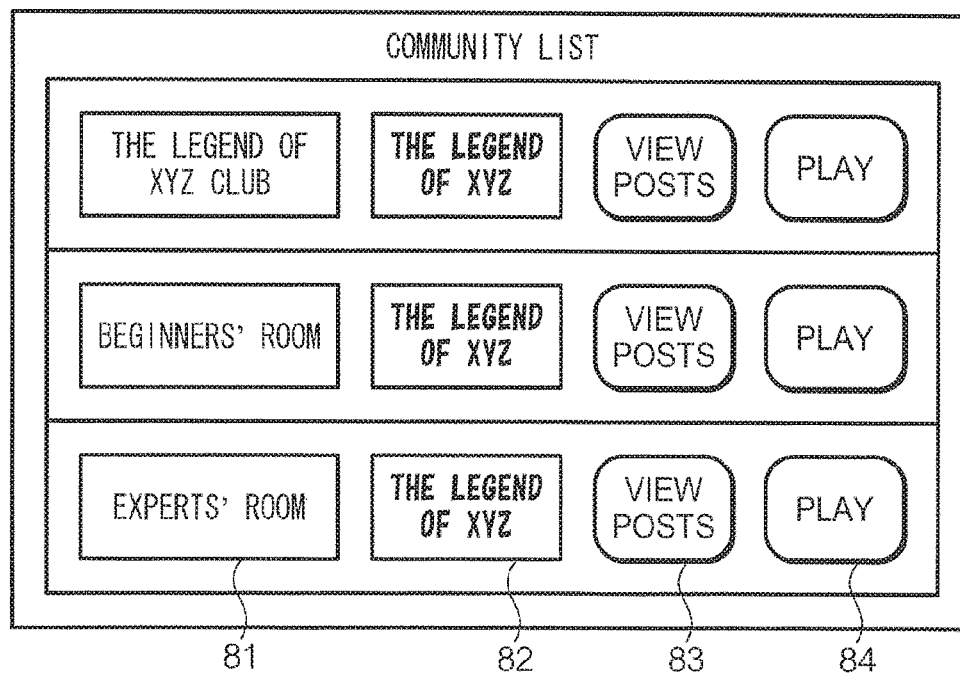 COMMUNITY LIST
THE LEGEND OF
XYZ CLUB
THE LEGEND
OF XYZ
VIEW
POSTS
PLAY
BEGINNERS' ROOM
THE LEGEND
OF XYZ
VIEW
POSTS
PLAY
EXPERTS' ROOM
THE LEGEND
OF XYZ
VIEW
POSTS
PLAY
81
82
83
84